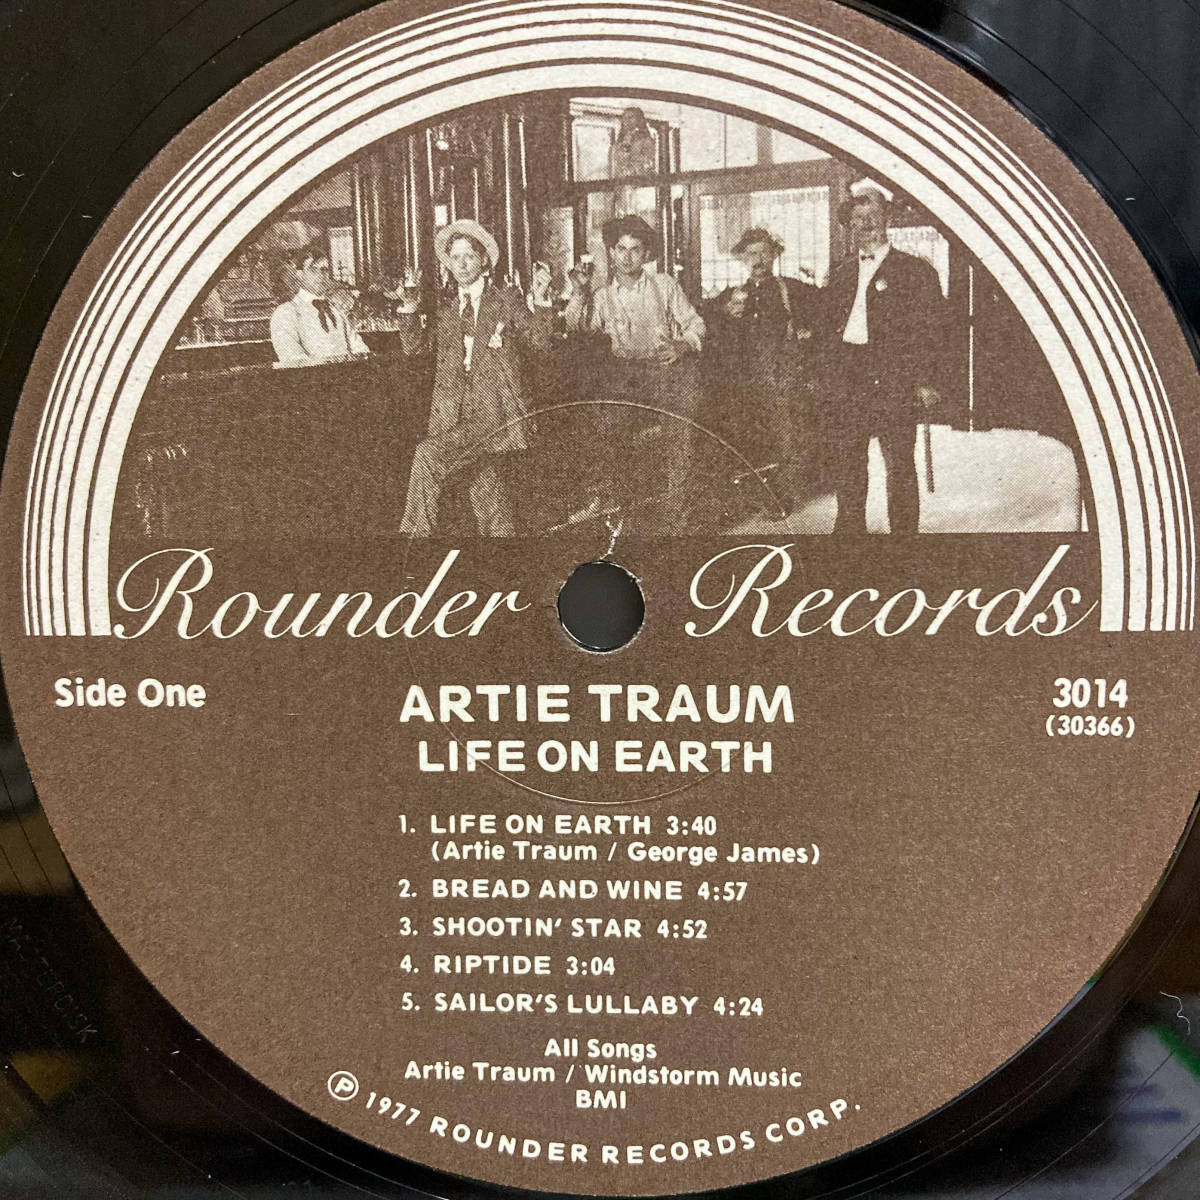 Rounder Records
Side One
ARTIE TRAUM
3014
LIFE ON EARTH
(30366)
1. LIFE ON EARTH 3:40
(Artie Traum / George James)
2. BREAD AND WINE 4:57
3. SHOOTIN' STAR 4:52
4. RIPTIDE 3:04
5. SAILOR'S LULLABY 4:24
All Songs
Artie Traum / Windstorm Music
BMI
℗ 1977 ROUNDER RECORDS CORP.
MASTERDISK